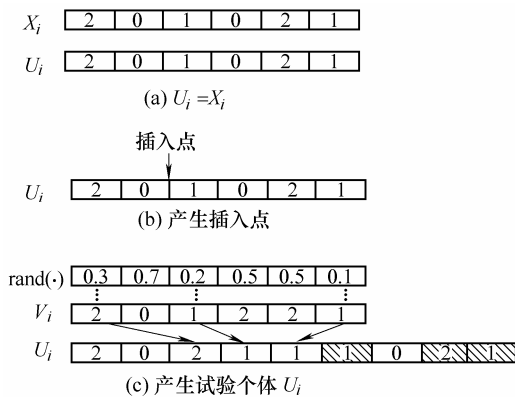 Xi 2 0 1 0 2 1
Ui 2 0 1 0 2 1
(a) Ui =Xi
插入点
Ui 2 0 1 0 2 1
(b) 产生插入点
rand(·) 0.3 0.7 0.2 0.5 0.5 0.1
Vi 2 0 1 2 2 1
Ui 2 0 2 1 1 1 0 2 1
(c) 产生试验个体 Ui